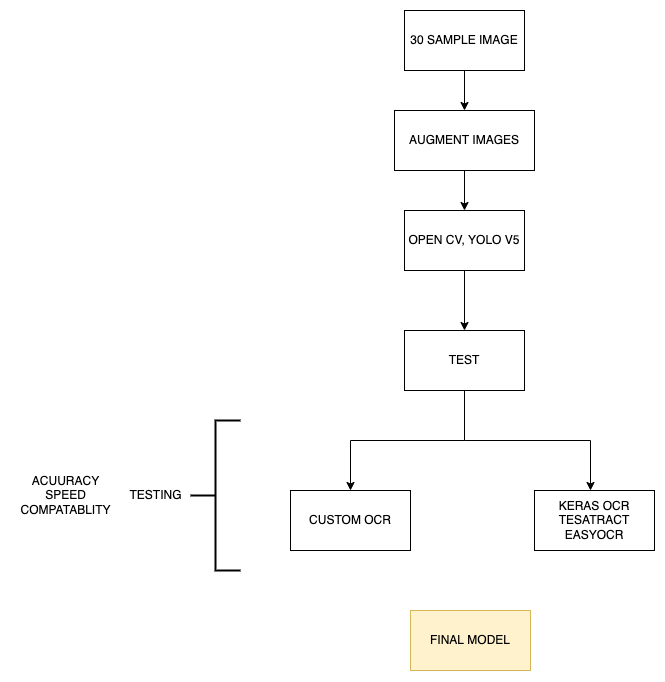 30 SAMPLE IMAGE
AUGMENT IMAGES
OPEN CV, YOLO V5
TEST
ACUURACY
SPEED
COMPATABLITY
TESTING
CUSTOM OCR
KERAS OCR
TESATRACT
EASYOCR
FINAL MODEL